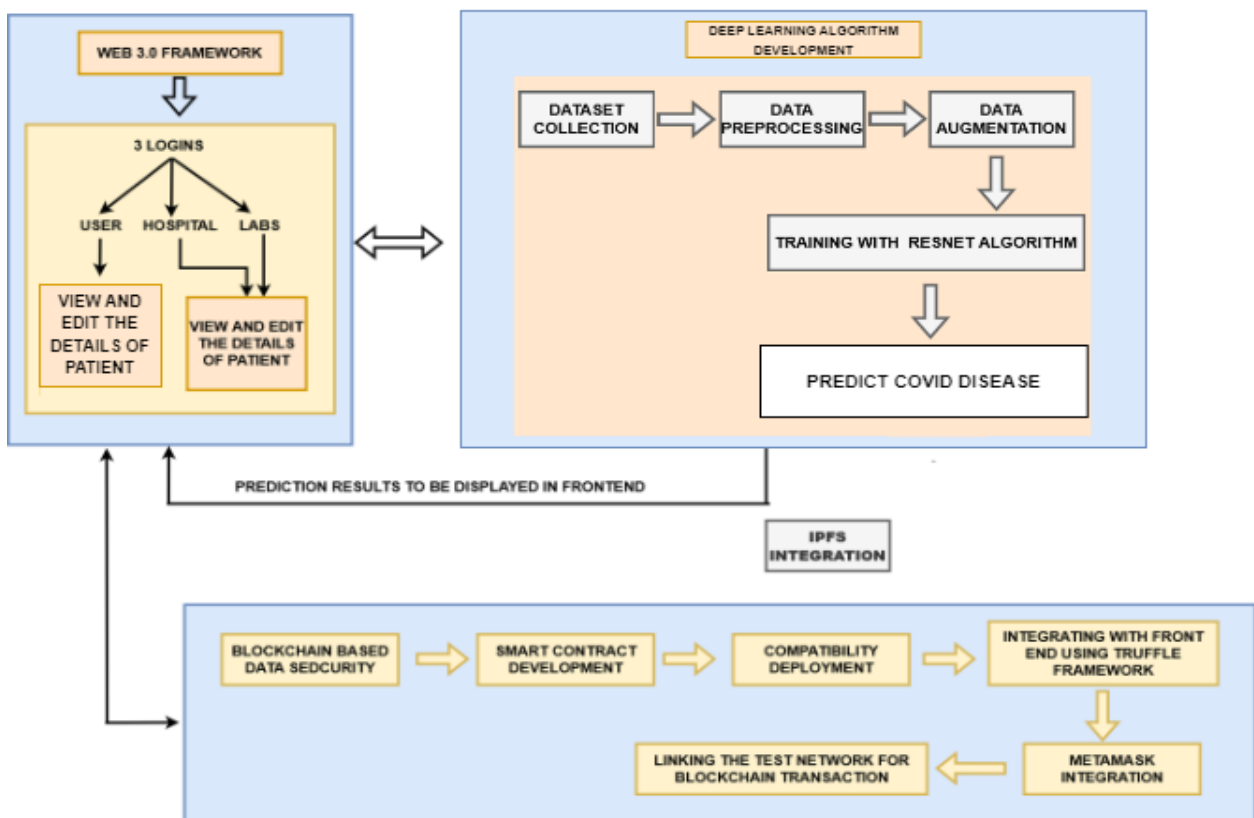 WEB 3.0 FRAMEWORK
3 LOGINS
USER
HOSPITAL
LABS
VIEW AND
EDIT THE
DETAILS OF
PATIENT
VIEW AND EDIT
THE DETAILS
OF PATIENT
DEEP LEARNING ALGORITHM
DEVELOPMENT
DATASET
COLLECTION
DATA
PREPROCESSING
DATA
AUGMENTATION
TRAINING WITH RESNET ALGORITHM
PREDICT COVID DISEASE
PREDICTION RESULTS TO BE DISPLAYED IN FRONTEND
IPFS
INTEGRATION
BLOCKCHAIN BASED
DATA SEDCURITY
SMART CONTRACT
DEVELOPMENT
COMPATIBILITY
DEPLOYMENT
INTEGRATING WITH FRONT
END USING TRUFFLE
FRAMEWORK
METAMASK
INTEGRATION
LINKING THE TEST NETWORK FOR
BLOCKCHAIN TRANSACTION